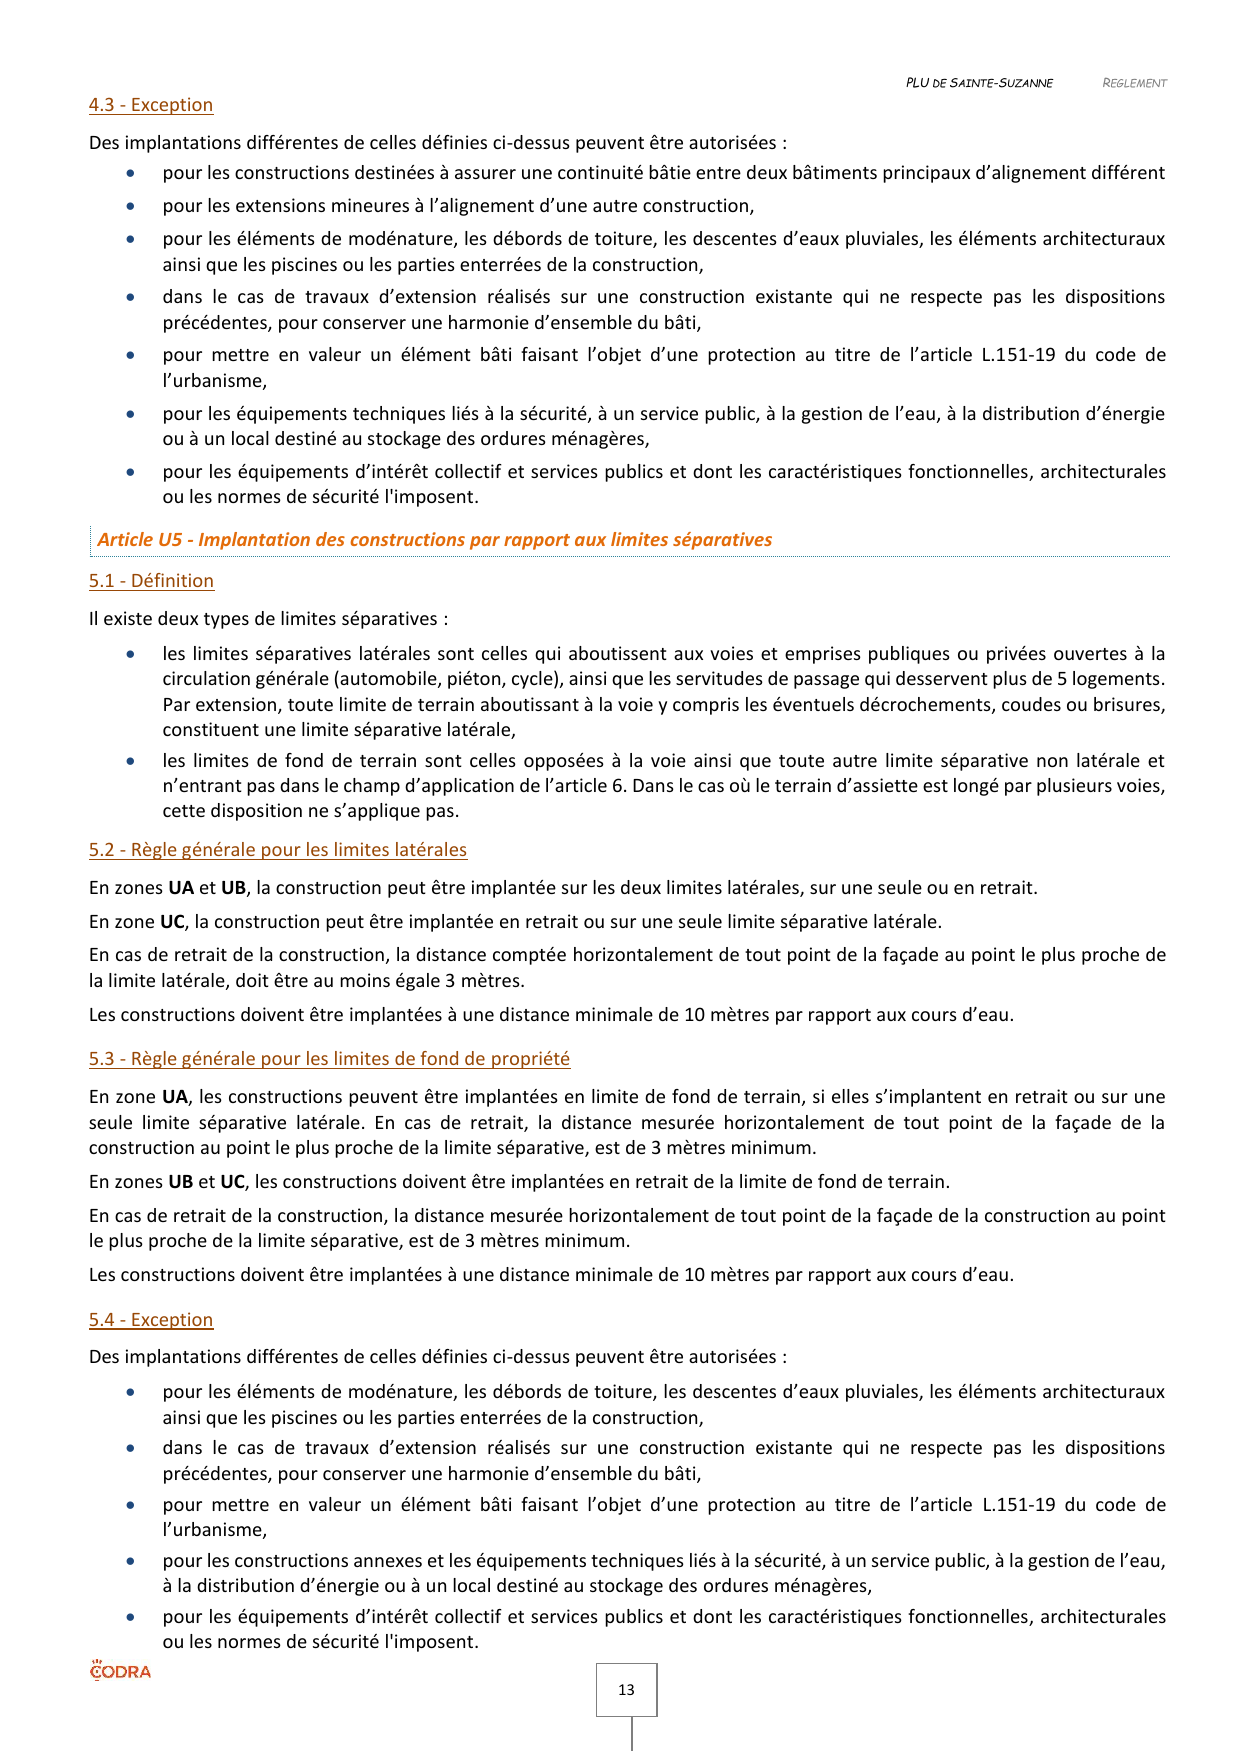 PLU DE SAINTE-SUZANNE REGLEMENT
4.3 - Exception
Des implantations différentes de celles définies ci-dessus peuvent être autorisées :
• pour les constructions destinées à assurer une continuité bâtie entre deux bâtiments principaux d’alignement différent
• pour les extensions mineures à l’alignement d’une autre construction,
• pour les éléments de modénature, les débords de toiture, les descentes d’eaux pluviales, les éléments architecturaux
ainsi que les piscines ou les parties enterrées de la construction,
• dans le cas de travaux d’extension réalisés sur une construction existante qui ne respecte pas les dispositions
précédentes, pour conserver une harmonie d’ensemble du bâti,
• pour mettre en valeur un élément bâti faisant l’objet d’une protection au titre de l’article L.151-19 du code de
l’urbanisme,
• pour les équipements techniques liés à la sécurité, à un service public, à la gestion de l’eau, à la distribution d’énergie
ou à un local destiné au stockage des ordures ménagères,
• pour les équipements d’intérêt collectif et services publics et dont les caractéristiques fonctionnelles, architecturales
ou les normes de sécurité l'imposent.
Article U5 - Implantation des constructions par rapport aux limites séparatives
5.1 - Définition
Il existe deux types de limites séparatives :
• les limites séparatives latérales sont celles qui aboutissent aux voies et emprises publiques ou privées ouvertes à la
circulation générale (automobile, piéton, cycle), ainsi que les servitudes de passage qui desservent plus de 5 logements.
Par extension, toute limite de terrain aboutissant à la voie y compris les éventuels décrochements, coudes ou brisures,
constituent une limite séparative latérale,
• les limites de fond de terrain sont celles opposées à la voie ainsi que toute autre limite séparative non latérale et
n’entrant pas dans le champ d’application de l’article 6. Dans le cas où le terrain d’assiette est longé par plusieurs voies,
cette disposition ne s’applique pas.
5.2 - Règle générale pour les limites latérales
En zones UA et UB, la construction peut être implantée sur les deux limites latérales, sur une seule ou en retrait.
En zone UC, la construction peut être implantée en retrait ou sur une seule limite séparative latérale.
En cas de retrait de la construction, la distance comptée horizontalement de tout point de la façade au point le plus proche de
la limite latérale, doit être au moins égale 3 mètres.
Les constructions doivent être implantées à une distance minimale de 10 mètres par rapport aux cours d’eau.
5.3 - Règle générale pour les limites de fond de propriété
En zone UA, les constructions peuvent être implantées en limite de fond de terrain, si elles s’implantent en retrait ou sur une
seule limite séparative latérale. En cas de retrait, la distance mesurée horizontalement de tout point de la façade de la
construction au point le plus proche de la limite séparative, est de 3 mètres minimum.
En zones UB et UC, les constructions doivent être implantées en retrait de la limite de fond de terrain.
En cas de retrait de la construction, la distance mesurée horizontalement de tout point de la façade de la construction au point
le plus proche de la limite séparative, est de 3 mètres minimum.
Les constructions doivent être implantées à une distance minimale de 10 mètres par rapport aux cours d’eau.
5.4 - Exception
Des implantations différentes de celles définies ci-dessus peuvent être autorisées :
• pour les éléments de modénature, les débords de toiture, les descentes d’eaux pluviales, les éléments architecturaux
ainsi que les piscines ou les parties enterrées de la construction,
• dans le cas de travaux d’extension réalisés sur une construction existante qui ne respecte pas les dispositions
précédentes, pour conserver une harmonie d’ensemble du bâti,
• pour mettre en valeur un élément bâti faisant l’objet d’une protection au titre de l’article L.151-19 du code de
l’urbanisme,
• pour les constructions annexes et les équipements techniques liés à la sécurité, à un service public, à la gestion de l’eau,
à la distribution d’énergie ou à un local destiné au stockage des ordures ménagères,
• pour les équipements d’intérêt collectif et services publics et dont les caractéristiques fonctionnelles, architecturales
ou les normes de sécurité l'imposent.
CODRA
13